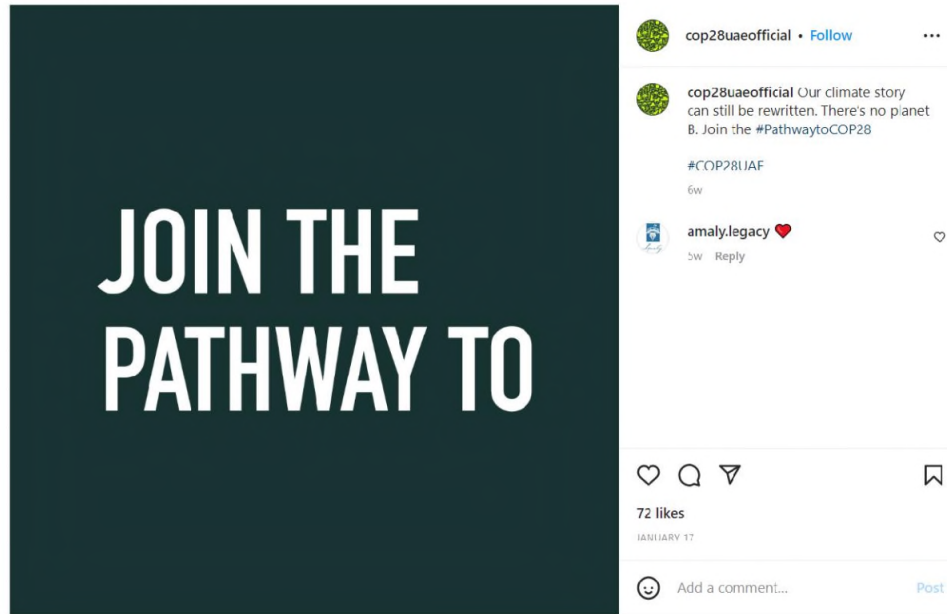 JOIN THE
PATHWAY TO
cop28uaeofficial • Follow
cop28uaeofficial Our climate story
can still be rewritten. There's no planet
B. Join the #PathwaytoCOP28
#COP28UAE
6w
amaly.legacy ❤️
5w Reply
72 likes
JANUARY 17
Add a comment...
Post